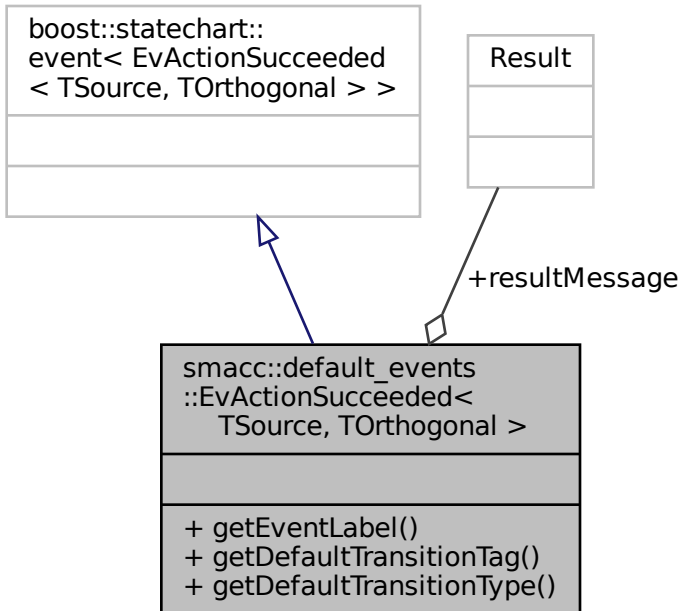 boost::statechart::
event< EvActionSucceeded
< TSource, TOrthogonal > >
Result
+resultMessage
smacc::default_events
::EvActionSucceeded<
TSource, TOrthogonal >
+ getEventLabel()
+ getDefaultTransitionTag()
+ getDefaultTransitionType()